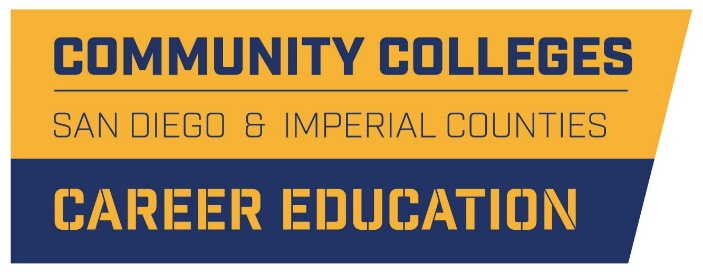 COMMUNITY COLLEGES
SAN DIEGO & IMPERIAL COUNTIES
CAREER EDUCATION